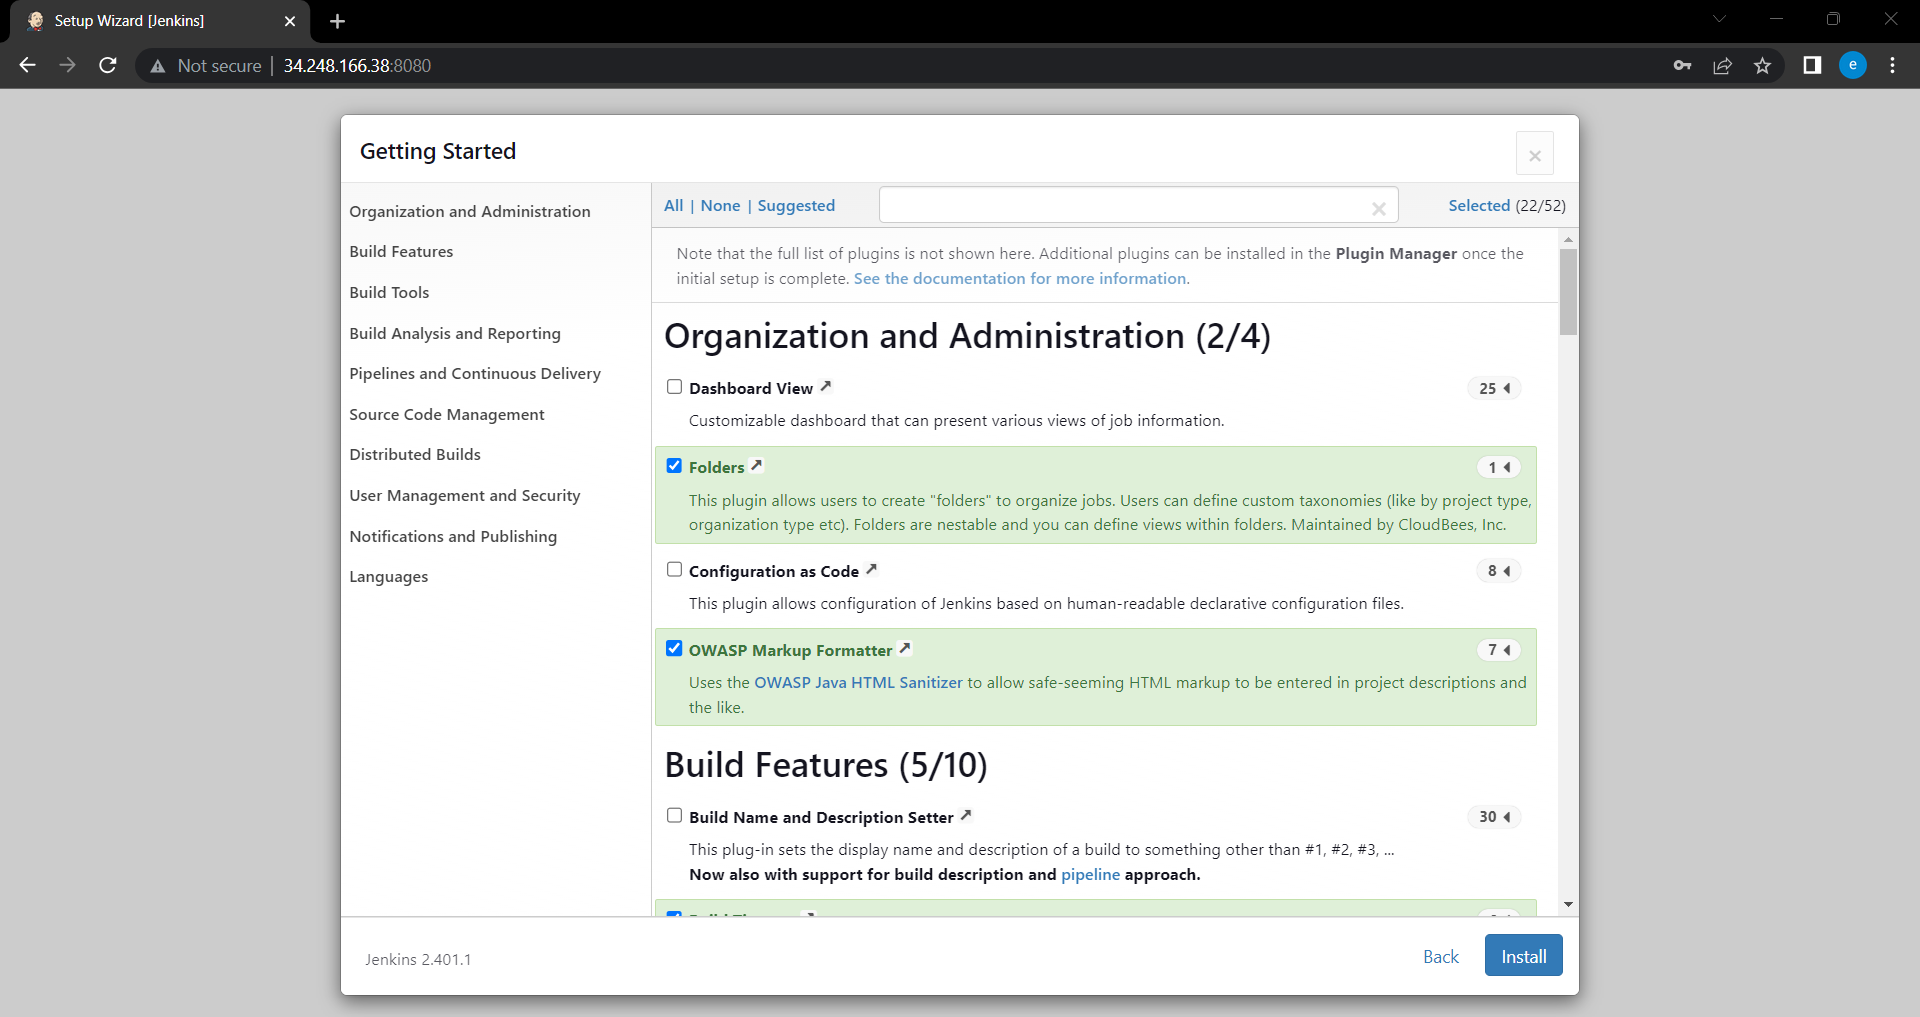 Setup Wizard [Jenkins]
Not secure | 34.248.166.38:8080
e
Getting Started
Organization and Administration
Build Features
Build Tools
Build Analysis and Reporting
Pipelines and Continuous Delivery
Source Code Management
Distributed Builds
User Management and Security
Notifications and Publishing
Languages
All | None | Suggested
Selected (22/52)
Note that the full list of plugins is not shown here. Additional plugins can be installed in the Plugin Manager once the
initial setup is complete. See the documentation for more information.
Organization and Administration (2/4)
Dashboard View 25
Customizable dashboard that can present various views of job information.
Folders 1
This plugin allows users to create "folders" to organize jobs. Users can define custom taxonomies (like by project type,
organization type etc). Folders are nestable and you can define views within folders. Maintained by CloudBees, Inc.
Configuration as Code 8
This plugin allows configuration of Jenkins based on human-readable declarative configuration files.
OWASP Markup Formatter 7
Uses the OWASP Java HTML Sanitizer to allow safe-seeming HTML markup to be entered in project descriptions and
the like.
Build Features (5/10)
Build Name and Description Setter 30
This plug-in sets the display name and description of a build to something other than #1, #2, #3, ...
Now also with support for build description and pipeline approach.
Jenkins 2.401.1
Back
Install